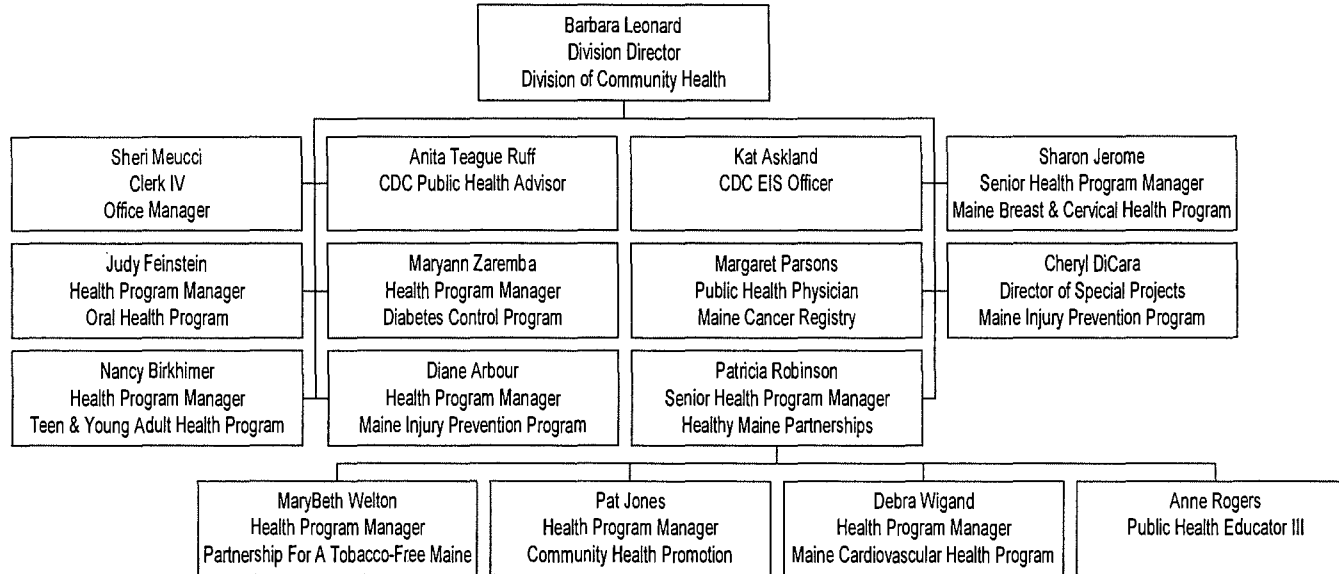 Barbara Leonard
Division Director
Division of Community Health
Sheri Meucci
Clerk IV
Office Manager
Anita Teague Ruff
CDC Public Health Advisor
Kat Askland
CDC EIS Officer
Sharon Jerome
Senior Health Program Manager
Maine Breast & Cervical Health Program
Judy Feinstein
Health Program Manager
Oral Health Program
Maryann Zaremba
Health Program Manager
Diabetes Control Program
Margaret Parsons
Public Health Physician
Maine Cancer Registry
Cheryl DiCara
Director of Special Projects
Maine Injury Prevention Program
Nancy Birkhimer
Health Program Manager
Teen & Young Adult Health Program
Diane Arbour
Health Program Manager
Maine Injury Prevention Program
Patricia Robinson
Senior Health Program Manager
Healthy Maine Partnerships
MaryBeth Welton
Health Program Manager
Partnership For A Tobacco-Free Maine
Pat Jones
Health Program Manager
Community Health Promotion
Debra Wigand
Health Program Manager
Maine Cardiovascular Health Program
Anne Rogers
Public Health Educator III